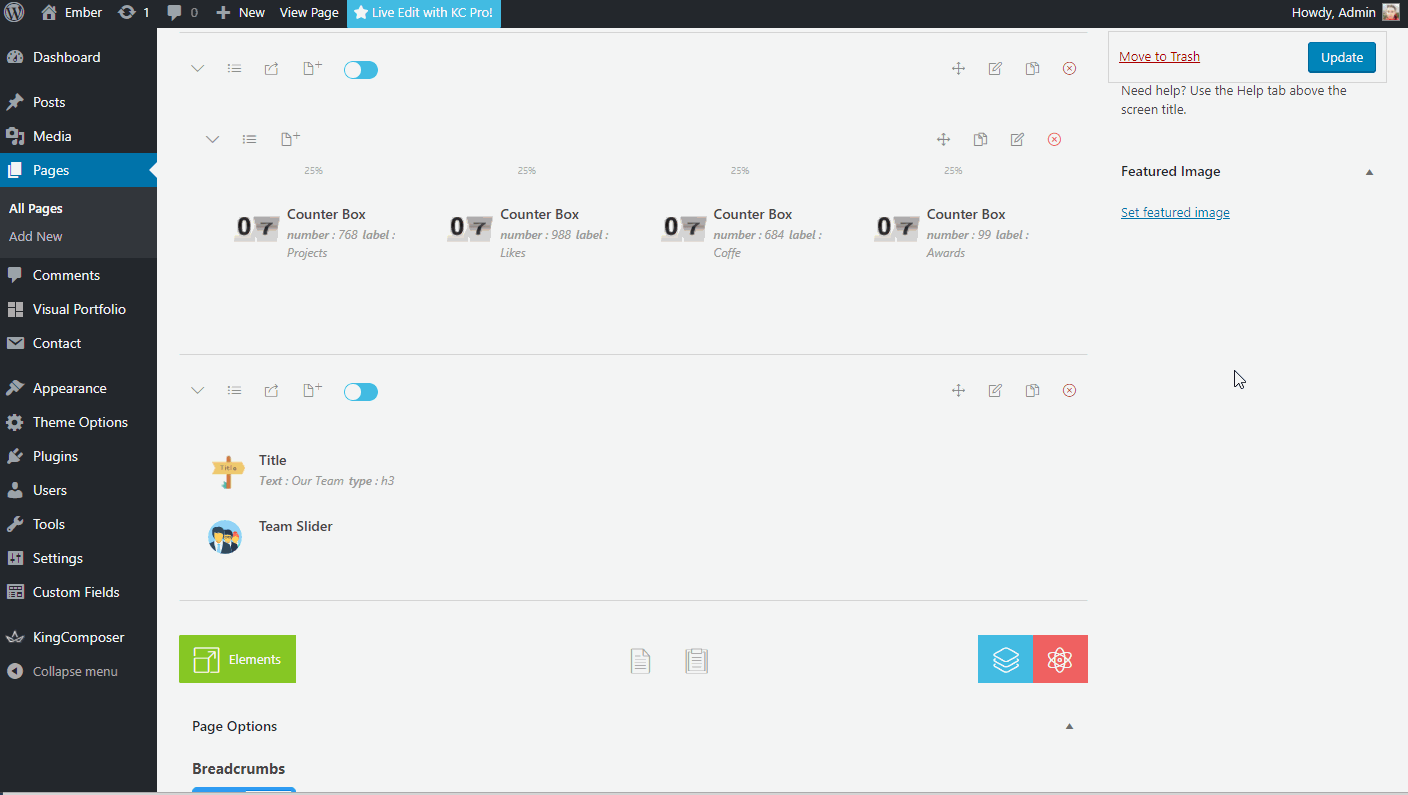 Ember
1
0
New
View Page
Live Edit with KC Pro!
Howdy, Admin
Dashboard
Posts
Media
Pages
All Pages
Add New
Comments
Visual Portfolio
Contact
Appearance
Theme Options
Plugins
Users
Tools
Settings
Custom Fields
KingComposer
Collapse menu
25%
25%
25%
25%
07
Counter Box
number : 768 label :
Projects
07
Counter Box
number : 988 label :
Likes
07
Counter Box
number : 684 label :
Coffe
07
Counter Box
number : 99 label :
Awards
Title
Title
Text : Our Team type : h3
Team Slider
Elements
Page Options
Breadcrumbs
Move to Trash
Update
Need help? Use the Help tab above the
screen title.
Featured Image
Set featured image